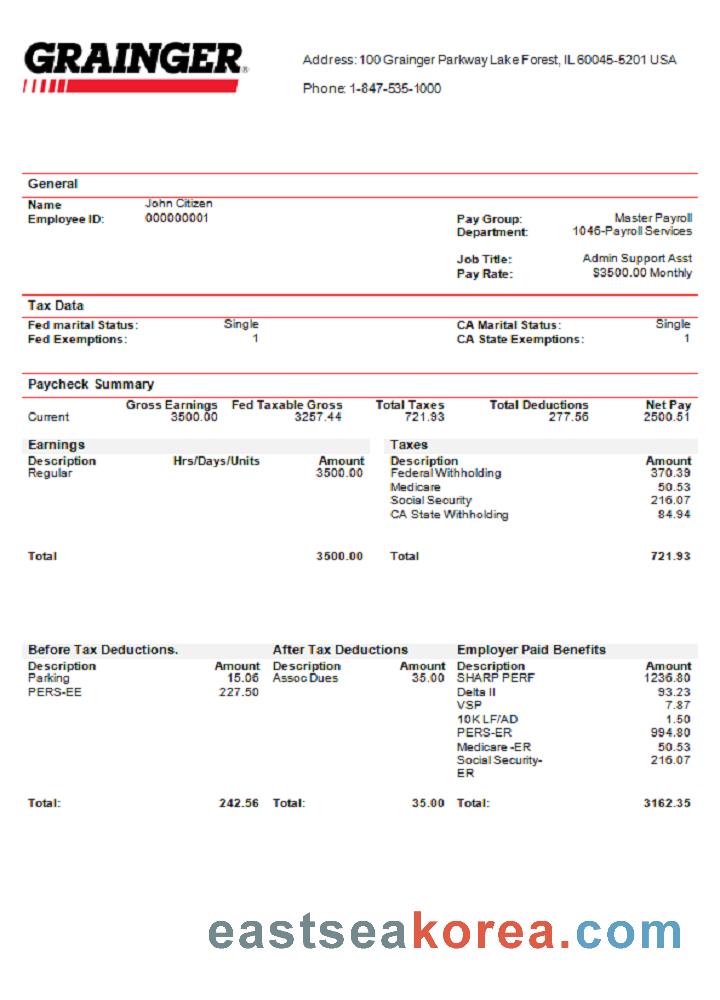 GRAINGER®
Address: 100 Grainger Parkway Lake Forest, IL 60045-5201 USA
Phone: 1-847-535-1000
General
Name John Citizen
Employee ID: 000000001
Pay Group: Master Payroll
Department: 1046-Payroll Services
Job Title: Admin Support Asst
Pay Rate: $3500.00 Monthly
Tax Data
Fed marital Status: Single CA Marital Status: Single
Fed Exemptions: 1 CA State Exemptions: 1
Paycheck Summary
Gross Earnings Fed Taxable Gross Total Taxes Total Deductions Net Pay
Current 3500.00 3257.44 721.93 277.56 2500.51
Earnings Taxes
Description Hrs/Days/Units Amount Description Amount
Regular 3500.00 Federal Withholding 370.39
Medicare 50.53
Social Security 216.07
CA State Withholding 84.94
Total 3500.00 Total 721.93
Before Tax Deductions. After Tax Deductions Employer Paid Benefits
Description Amount Description Amount Description Amount
Parking 15.06 Assoc Dues 35.00 SHARP PERF 1236.80
PERS-EE 227.50 Delta II 93.23
VSP 7.87
10K LF/AD 1.50
PERS-ER 994.80
Medicare -ER 50.53
Social Security- 216.07
ER
Total: 242.56 Total: 35.00 Total: 3162.35
eastseakorea.com